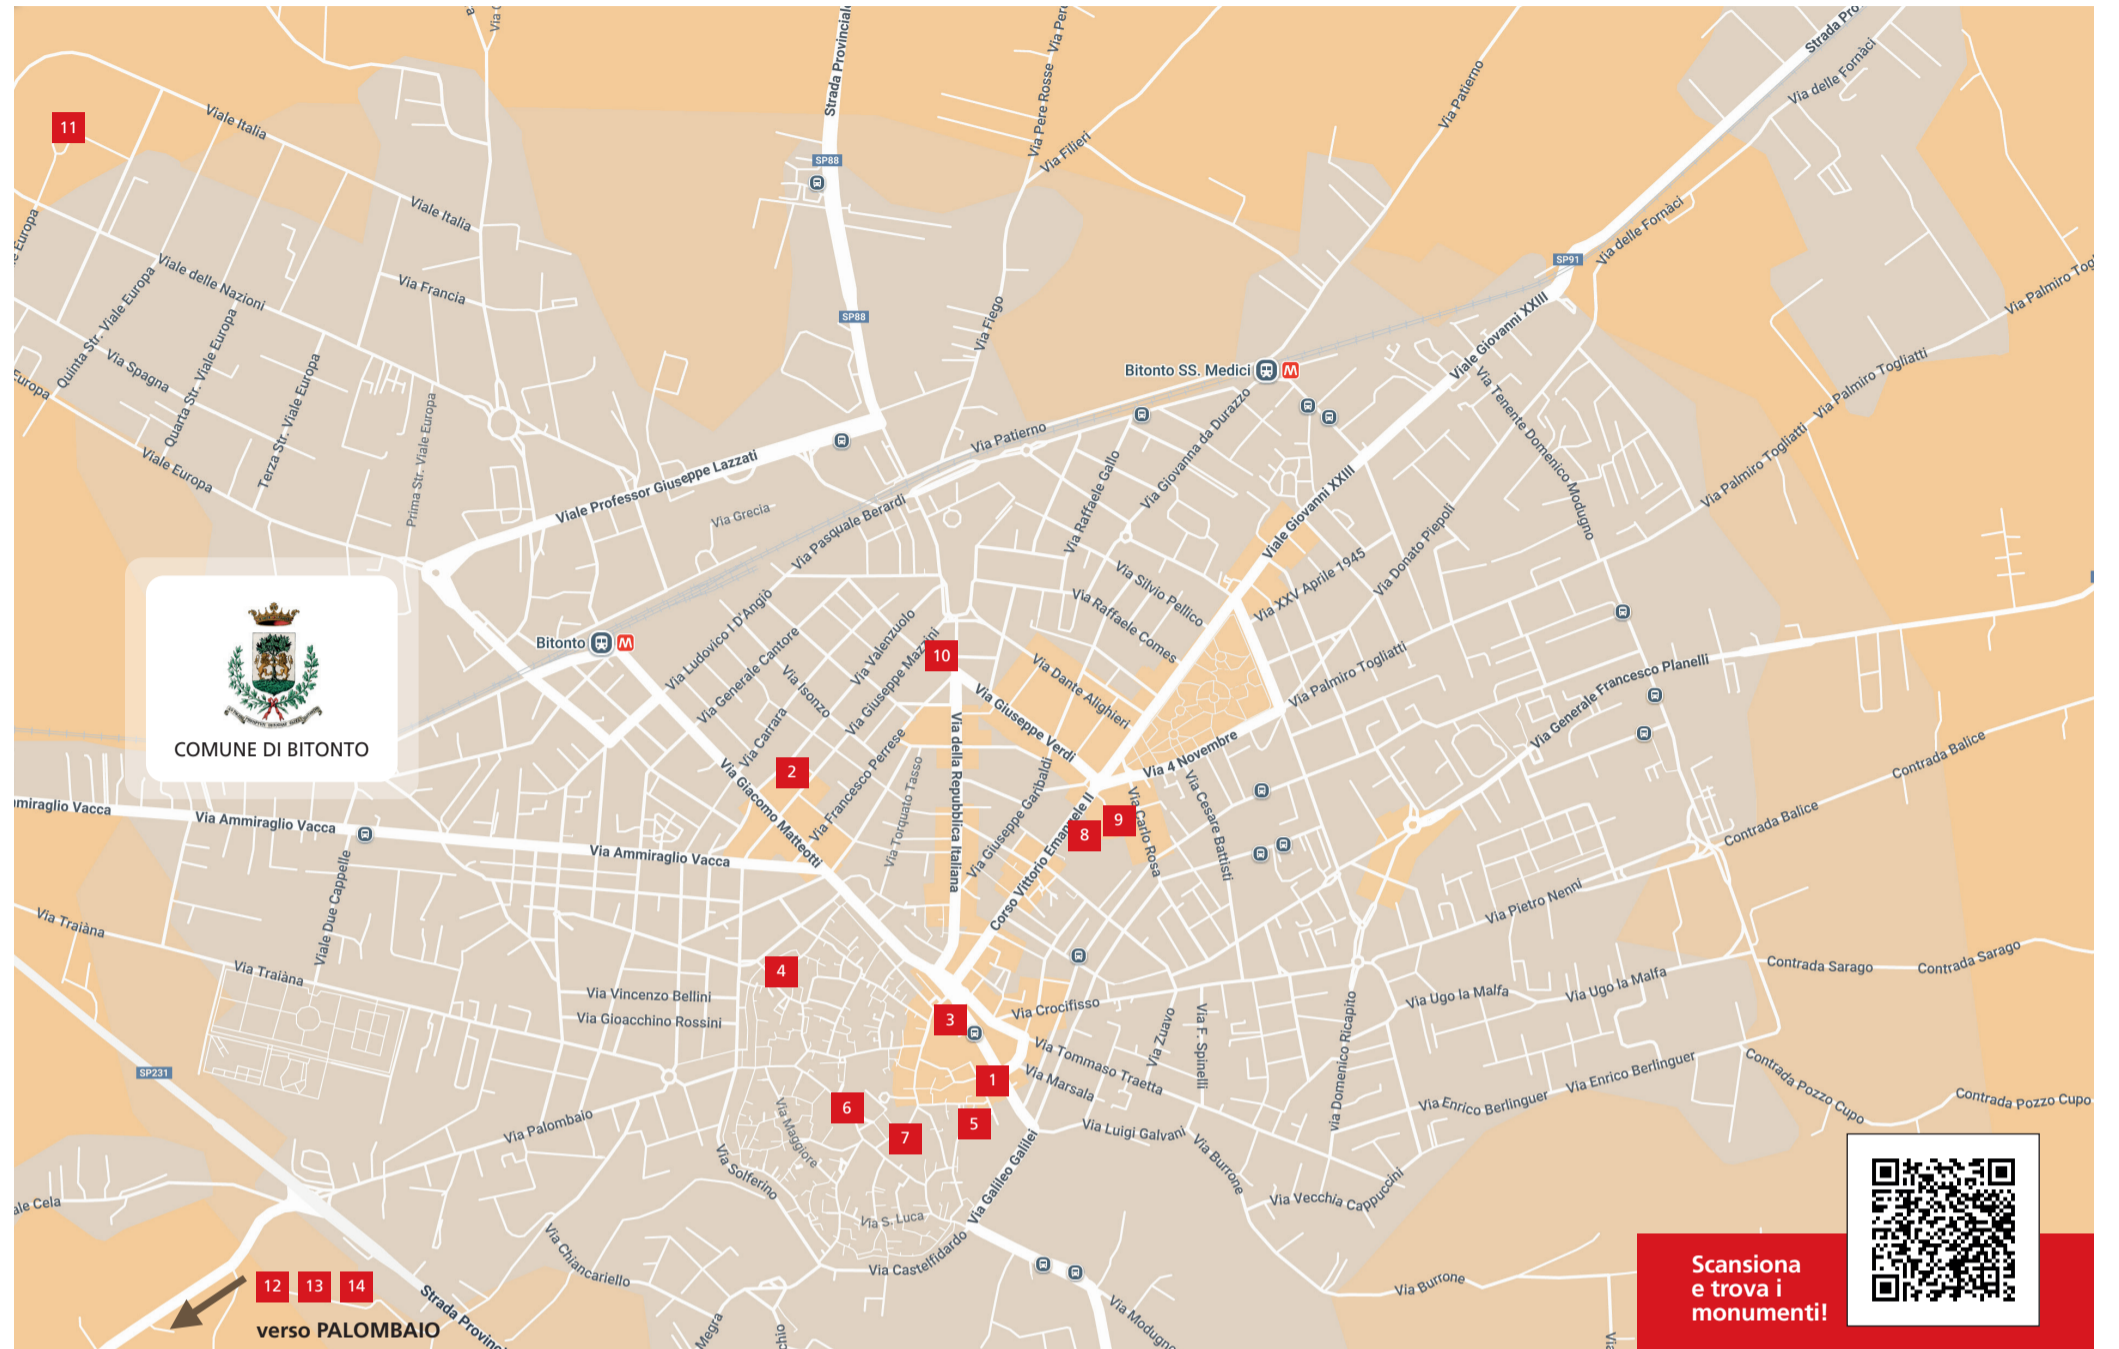 Strada Provinciale
Via Pere Rosse
Via Patierno
Via delle Fornàci
11
Viale Italia
SP88
Via Filieri
Viale Italia
Via delle Fornàci
SP91
Viale delle Nazioni
Via Francia
Quinta Str. Viale Europa
Via Palmiro Togliatti
SP88
Via Fiego
Viale Giovanni XXIII
Via Spagna
Quarta Str. Viale Europa
Terza Str. Viale Europa
Bitonto SS. Medici
M
Via Palmiro Togliatti
Europa
Prima Str. Viale Europa
Via Tenente Domenico Modugno
Via Patierno
Via Giovanna da Durazzo
Viale Europa
Viale Professor Giuseppe Lazzati
Via Raffaele Gallo
Via Palmiro Togliatti
Via Grecia
Via Pasquale Berardi
Viale Giovanni XXIII
Via Donato Piepoli
Via XXV Aprile 1945
Via Silvio Pellico
Via Raffaele Comes
COMUNE DI BITONTO
Bitonto
M
Via Ludovico I D'Angiò
Via Generale Cantore
Via Valenzuolo
Via Giuseppe Mazzini
Via Isonzo
Via Carrara
10
Via Dante Alighieri
Via Palmiro Togliatti
Via Generale Francesco Planelli
Via Giuseppe Verdi
Via della Repubblica Italiana
Via 4 Novembre
Contrada Balice
2
Via Giacomo Matteotti
Via Francesco Perrese
Via Torquato Tasso
Via Giuseppe Garibaldi
Corso Vittorio Emanuele II
8
9
Via Carlo Rosa
Via Cesare Battisti
Contrada Balice
Via Ammiraglio Vacca
Via Ammiraglio Vacca
Via Due Cappelle
Via Pietro Nenni
Via Traiàna
Via Traiàna
4
Contrada Sarago
Contrada Sarago
Via Vincenzo Bellini
Via Gioacchino Rossini
3
Via Crocifisso
Via Zuavo
Via F. Spinelli
via Domenico Ricapito
Via Ugo la Malfa
Via Ugo la Malfa
SP231
Via Tommaso Traetta
Via Marsala
1
Via Enrico Berlinguer
Via Enrico Berlinguer
Contrada Pozzo Cupo
Contrada Pozzo Cupo
6
5
7
Via Palombaio
Via Maggiore
Via Luigi Galvani
Via Burrone
Via Solferino
Via Galileo Galilei
Via Vecchia Cappuccini
Via S. Luca
Via Chiancariello
Via Castelfidardo
Via Burrone
Via Modugno
12 13 14
verso PALOMBAIO
Scansiona
e trova i
monumenti!